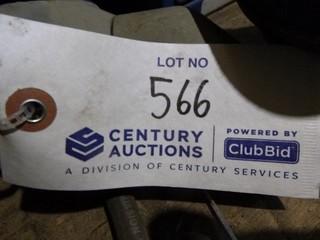 LOT NO
566
CENTURY AUCTIONS
POWERED BY
ClubBid
A DIVISION OF CENTURY SERVICES